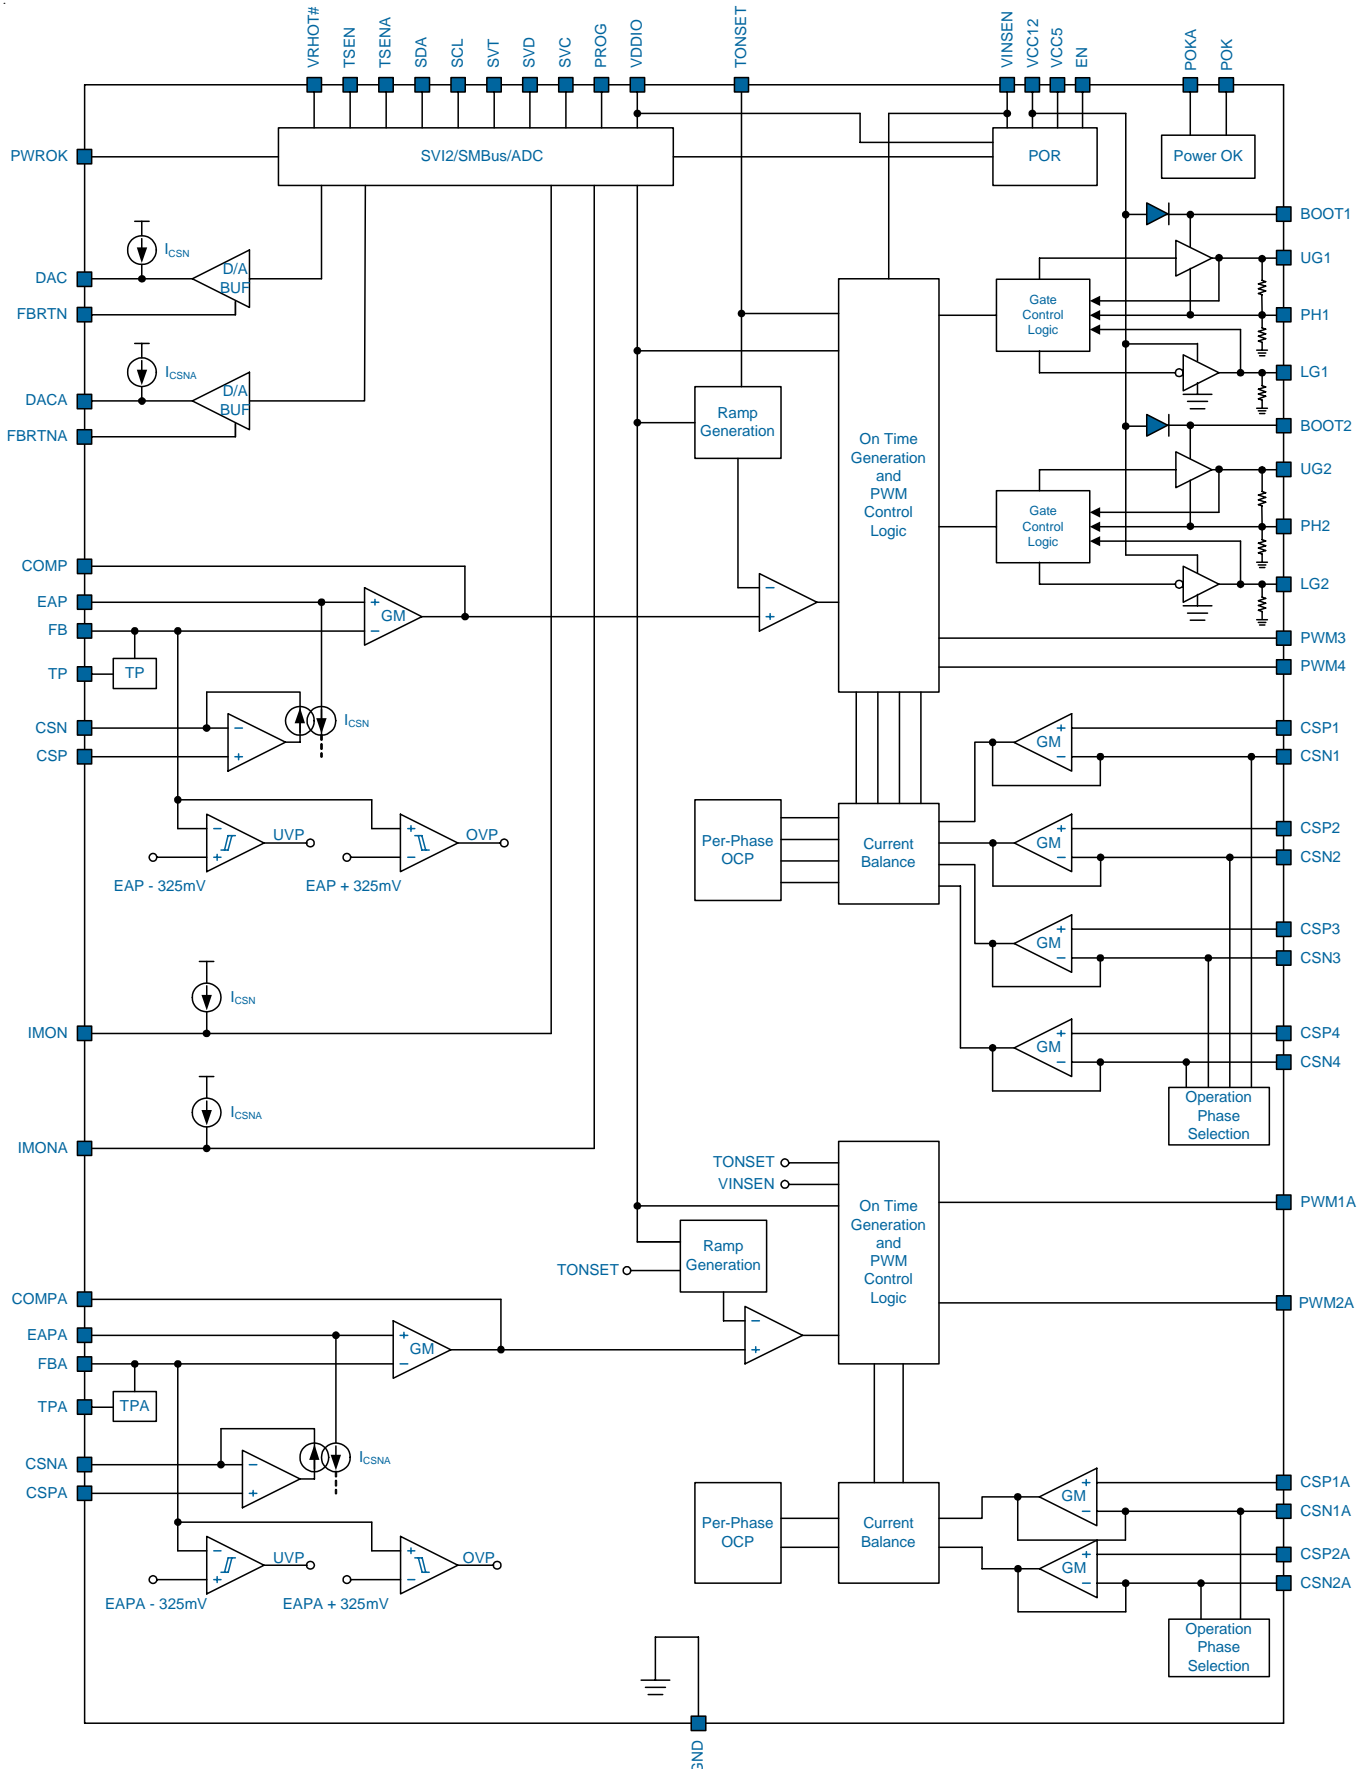 VRHOT#
TSEN
TSENA
SDA
SCL
SVT
SVD
SVC
PROG
VDDIO
TONSET
VINSEN
VCC12
VCC5
EN
POKA
POK
PWROK
SVI2/SMBus/ADC
POR
Power OK
BOOT1
ICSN
D/A
BUF
DAC
FBRTN
UG1
Gate
Control
Logic
PH1
ICSNA
D/A
BUF
DACA
FBRTNA
LG1
Ramp
Generation
On Time
Generation
and
PWM
Control
Logic
BOOT2
UG2
Gate
Control
Logic
PH2
LG2
COMP
EAP
FB
+
−
GM
−
+
TP
TP
PWM3
PWM4
CSN
CSP
−
+
ICSN
CSP1
CSN1
GM
+
−
−
+
UVP
EAP - 325mV
+
−
OVP
EAP + 325mV
Per-Phase
OCP
Current
Balance
CSP2
CSN2
GM
+
−
CSP3
CSN3
GM
+
−
ICSN
IMON
CSP4
CSN4
GM
+
−
Operation
Phase
Selection
ICSNA
IMONA
TONSET
VINSEN
On Time
Generation
and
PWM
Control
Logic
PWM1A
Ramp
Generation
TONSET
PWM2A
COMPA
EAPA
FBA
+
−
GM
−
+
TPA
TPA
CSNA
CSPA
−
+
ICSNA
CSP1A
CSN1A
GM
+
−
Per-Phase
OCP
Current
Balance
CSP2A
CSN2A
GM
+
−
−
+
UVP
EAPA - 325mV
+
−
OVP
EAPA + 325mV
Operation
Phase
Selection
GND